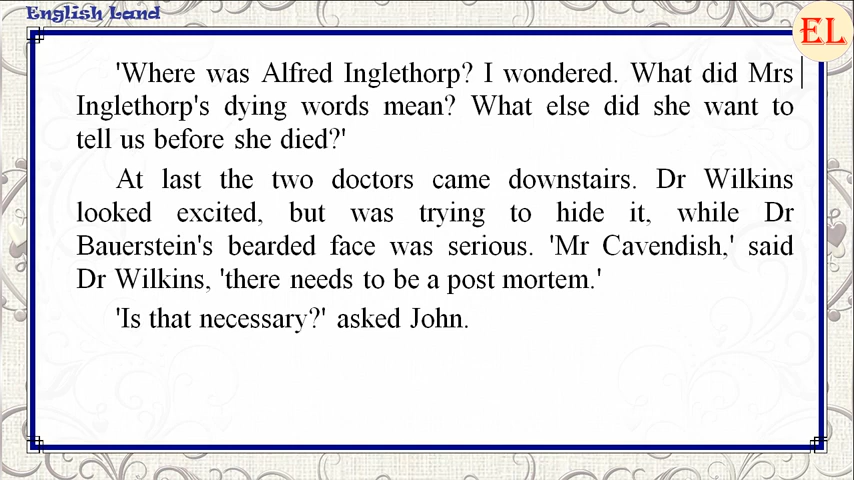 English Land
EL
'Where was Alfred Inglethorp? I wondered. What did Mrs
Inglethorp's dying words mean? What else did she want to
tell us before she died?'
At last the two doctors came downstairs. Dr Wilkins
looked excited, but was trying to hide it, while Dr
Bauerstein's bearded face was serious. 'Mr Cavendish,' said
Dr Wilkins, 'there needs to be a post mortem.'
'Is that necessary?' asked John.